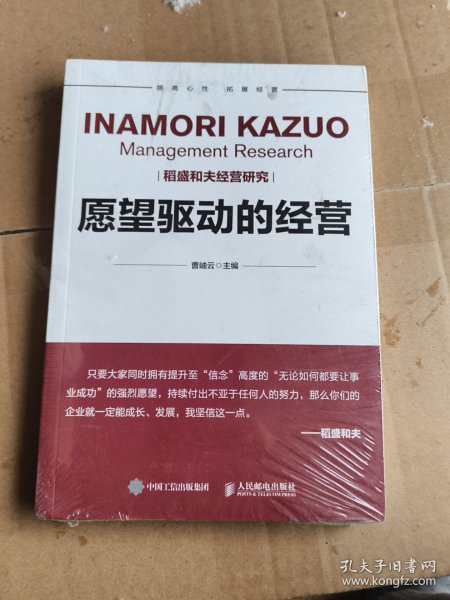 提高心性 拓展经营
INAMORI KAZUO
Management Research
稻盛和夫经营研究
愿望驱动的经营
曹岫云 主编
只要大家同时拥有提升至“信念”高度的“无论如何都要让事
业成功”的强烈愿望，持续付出不亚于任何人的努力，那么你们的
企业就一定能成长、发展，我坚信这一点。
——稻盛和夫
中国工信出版集团 人民邮电出版社
POSTS & TELECOM PRESS
孔夫子旧书网
www.kongfz.com